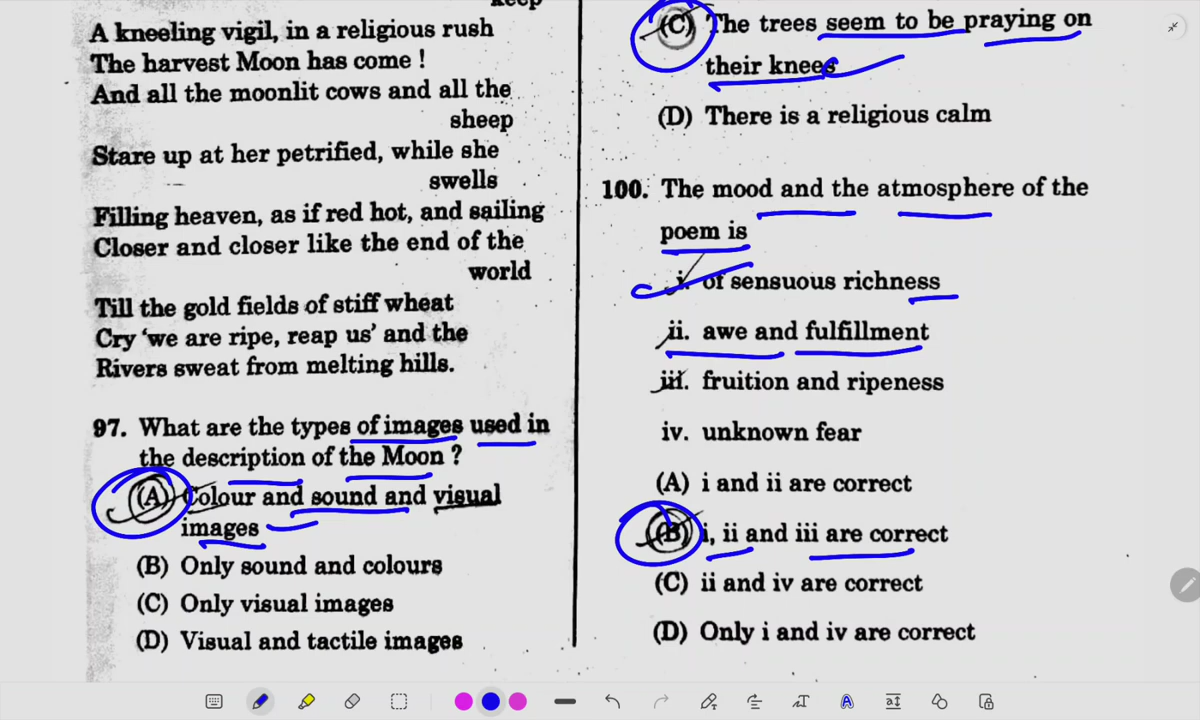 keep
A kneeling vigil, in a religious rush
The harvest Moon has come !
And all the moonlit cows and all the
sheep
Stare up at her petrified, while she
swells
Filling heaven, as if red hot, and sailing
Closer and closer like the end of the
world
Till the gold fields of stiff wheat
Cry 'we are ripe, reap us' and the
Rivers sweat from melting hills.
97. What are the types of images used in
the description of the Moon ?
(A) Colour and sound and visual
images
(B) Only sound and colours
(C) Only visual images
(D) Visual and tactile images
(C) The trees seem to be praying on
their knees
(D) There is a religious calm
100. The mood and the atmosphere of the
poem is
i. of sensuous richness
ii. awe and fulfillment
iii. fruition and ripeness
iv. unknown fear
(A) i and ii are correct
(B) i, ii and iii are correct
(C) ii and iv are correct
(D) Only i and iv are correct